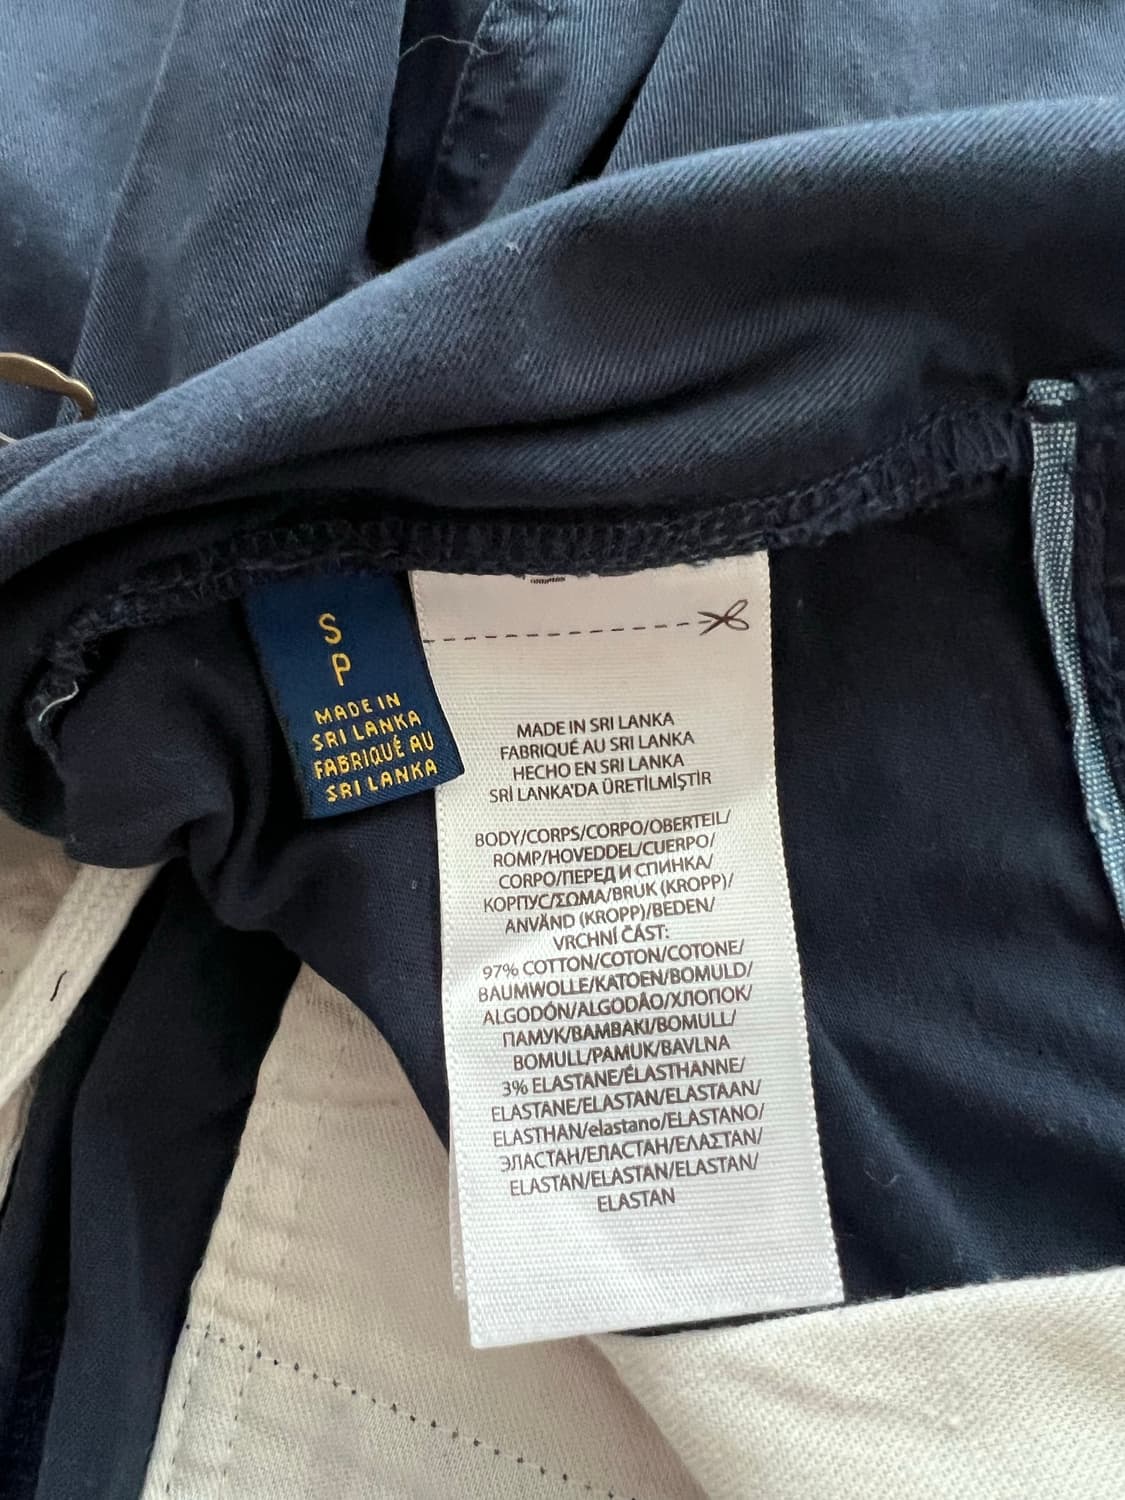 S
P
MADE IN
SRI LANKA
FABRIQUÉ AU
SRI LANKA
MADE IN SRI LANKA
FABRIQUÉ AU SRI LANKA
HECHO EN SRI LANKA
SRİ LANKA'DA ÜRETİLMİŞTİR
BODY/CORPS/CORPO/OBERTEIL/
ROMP/HOVEDDEL/CUERPO/
CORPO/ПЕРЕД И СПИНКА/
КОРПУС/ΣΩΜΑ/BRUK (KROPP)/
ANVÄND (KROPP)/BEDEN/
VRCHNÍ ČÁST:
97% COTTON/COTON/COTONE/
BAUMWOLLE/KATOEN/BOMULD/
ALGODÓN/ALGODÃO/ХЛОПОК/
ПАМУК/ΒΑΜΒΑΚΙ/BOMULL/
BOMULL/PAMUK/BAVLNA
3% ELASTANE/ÉLASTHANNE/
ELASTANE/ELASTAN/ELASTAAN/
ELASTHAN/elastano/ELASTANO/
ЭЛАСТАН/ЕЛАСТАН/ΕΛΑΣΤΑΝ/
ELASTAN/ELASTAN/ELASTAN/
ELASTAN